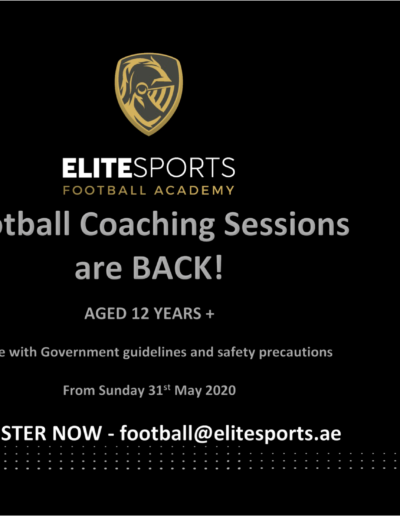 ELITESPORTS
FOOTBALL ACADEMY
otball Coaching Sessions
are BACK!
AGED 12 YEARS +
e with Government guidelines and safety precautions
From Sunday 31st May 2020
STER NOW - football@elitesports.ae